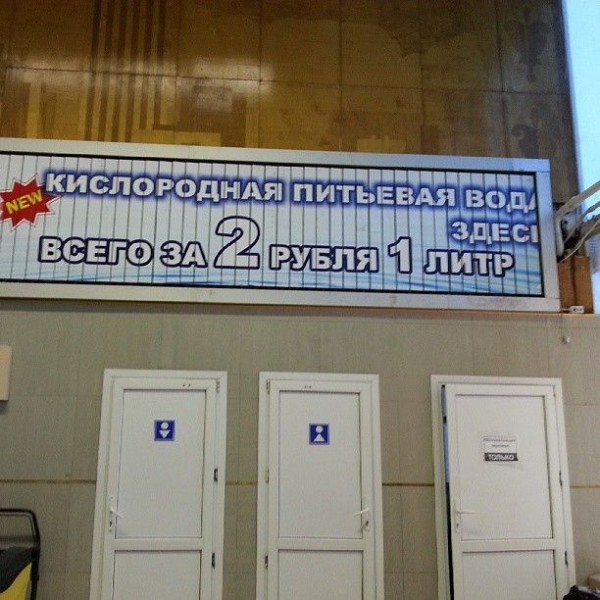 NEW
КИСЛОРОДНАЯ ПИТЬЕВАЯ ВОДА
ЗДЕСЬ
ВСЕГО ЗА 2 РУБЛЯ 1 ЛИТР
ТОЛЬКО